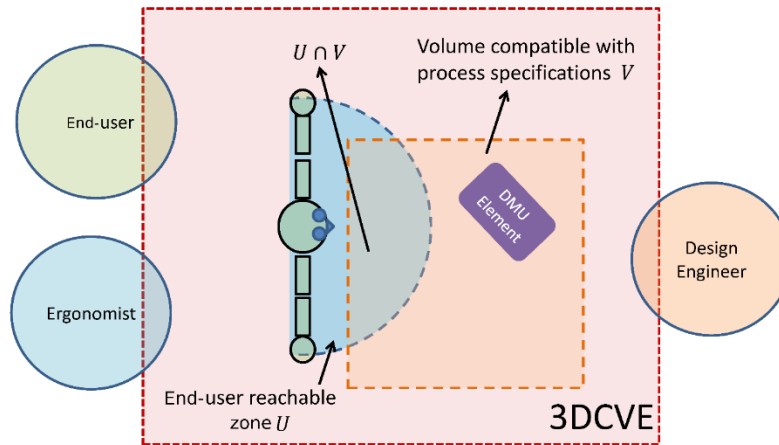 U ∩ V
Volume compatible with
process specifications V
End-user
DMU
Element
Design
Engineer
Ergonomist
End-user reachable
zone U
3DCVE